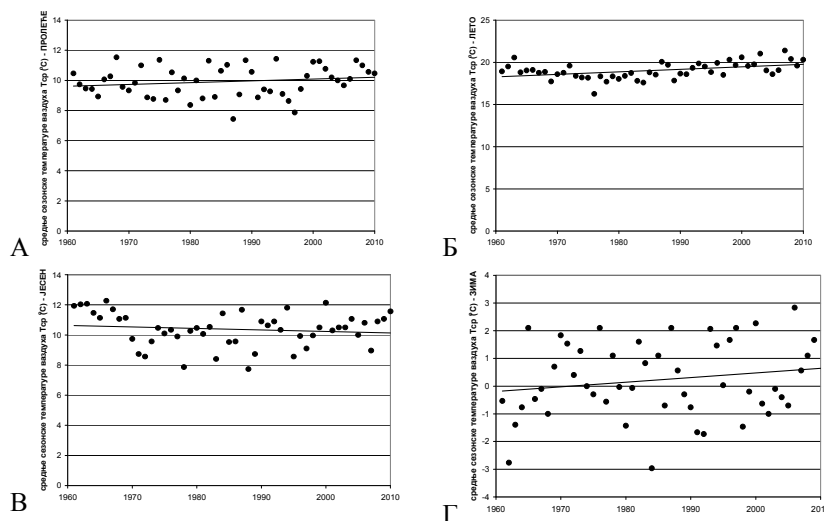 средње сезонске температуре ваздуха Тср (°C) - ПРОЛЕЋЕ
14
12
10
8
6
4
2
0
1960 1970 1980 1990 2000 2010
А
средње сезонске температуре ваздуха Тср (°C) - ЛЕТО
25
20
15
10
5
0
1960 1970 1980 1990 2000 2010
Б
средње сезонске температуре ваздуха Тср (°C) - ЈЕСЕН
14
12
10
8
6
4
2
0
1960 1970 1980 1990 2000 2010
В
средње сезонске температуре ваздуха Тср (°C) - ЗИМА
4
3
2
1
0
-1
-2
-3
-4
1960 1970 1980 1990 2000 201
Г